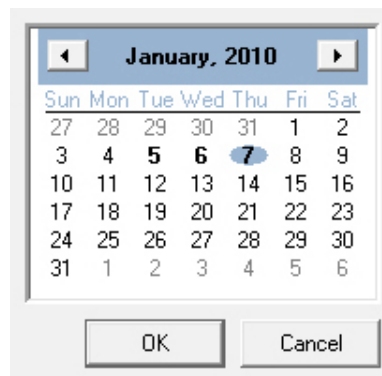 January, 2010
Sun Mon Tue Wed Thu Fri Sat
27 28 29 30 31 1 2
3 4 5 6 7 8 9
10 11 12 13 14 15 16
17 18 19 20 21 22 23
24 25 26 27 28 29 30
31 1 2 3 4 5 6
OK Cancel